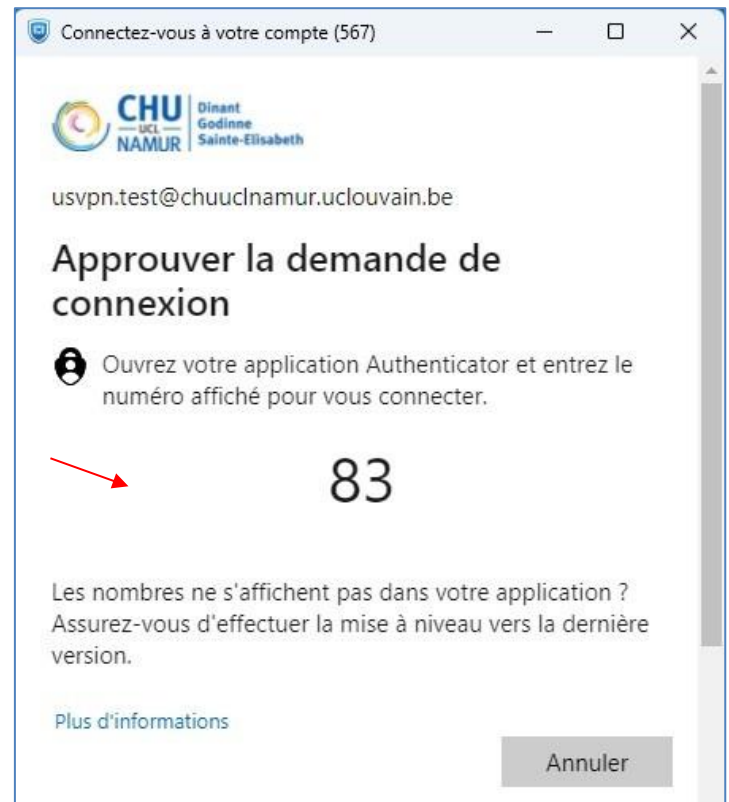 Connectez-vous à votre compte (567)
CHU
UCL
NAMUR
Dinant
Godinne
Sainte-Elisabeth
usvpn.test@chuuclnamur.uclouvain.be
Approuver la demande de
connexion
Ouvrez votre application Authenticator et entrez le
numéro affiché pour vous connecter.
83
Les nombres ne s'affichent pas dans votre application ?
Assurez-vous d'effectuer la mise à niveau vers la dernière
version.
Plus d'informations
Annuler